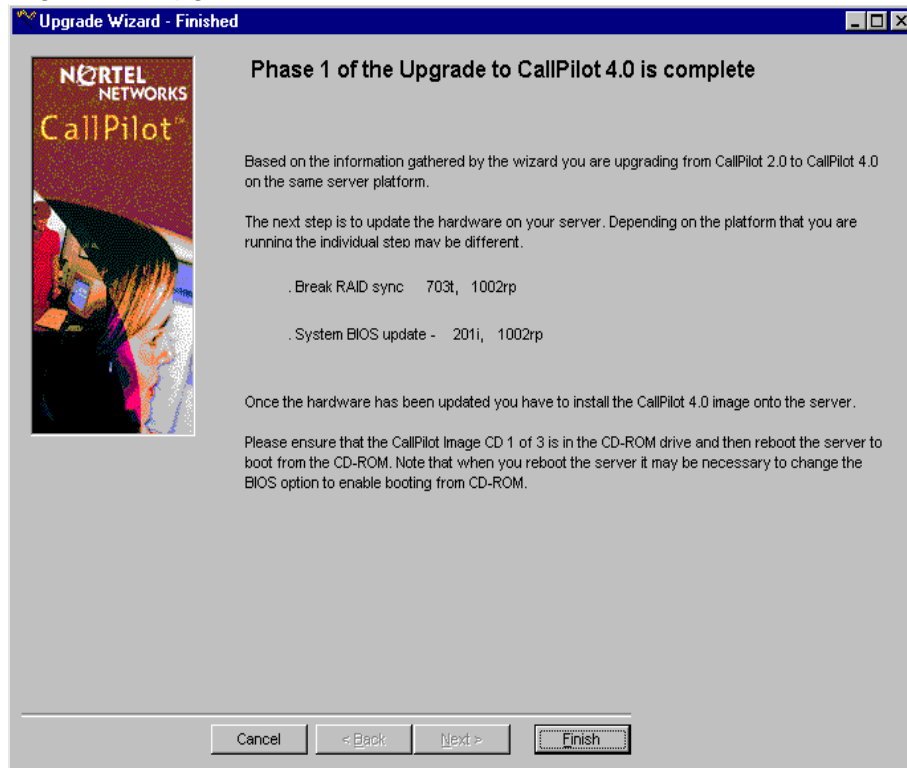 Upgrade Wizard - Finished
NORTEL
NETWORKS
CallPilot™
Phase 1 of the Upgrade to CallPilot 4.0 is complete
Based on the information gathered by the wizard you are upgrading from CallPilot 2.0 to CallPilot 4.0
on the same server platform.
The next step is to update the hardware on your server. Depending on the platform that you are
running the individual step may be different.
. Break RAID sync 703t, 1002rp
. System BIOS update - 201i, 1002rp
Once the hardware has been updated you have to install the CallPilot 4.0 image onto the server.
Please ensure that the CallPilot Image CD 1 of 3 is in the CD-ROM drive and then reboot the server to
boot from the CD-ROM. Note that when you reboot the server it may be necessary to change the
BIOS option to enable booting from CD-ROM.
Cancel
< Back
Next >
Finish